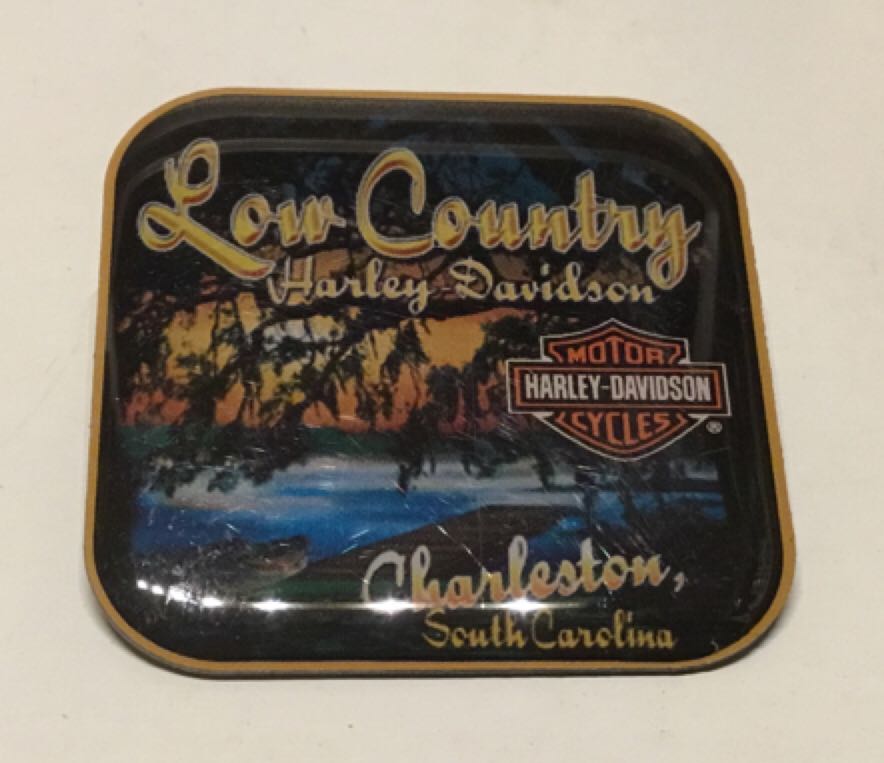 Low Country
Harley-Davidson
MOTOR
HARLEY-DAVIDSON
CYCLES
®
Charleston,
South Carolina